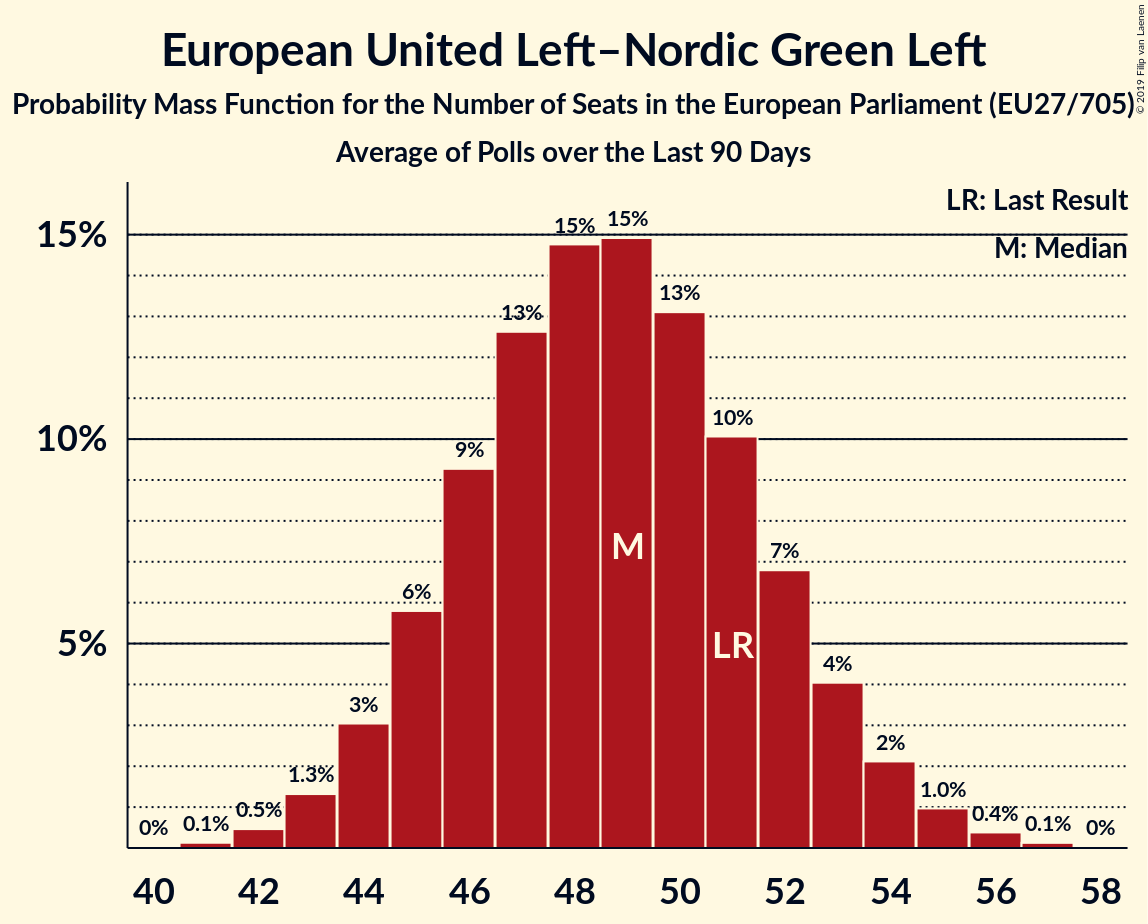 European United Left–Nordic Green Left
Probability Mass Function for the Number of Seats in the European Parliament (EU27/705)
Average of Polls over the Last 90 Days
© 2019 Filip van Laenen
LR: Last Result
M: Median
15%
10%
5%
0%
0.1%
0.5%
1.3%
3%
6%
9%
13%
15%
15%
13%
10%
7%
4%
2%
1.0%
0.4%
0.1%
0%
M
LR
40 42 44 46 48 50 52 54 56 58